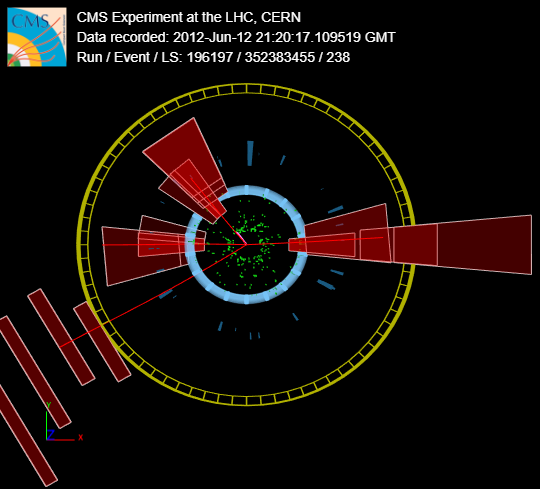 CMS
CMS Experiment at the LHC, CERN
Data recorded: 2012-Jun-12 21:20:17.109519 GMT
Run / Event / LS: 196197 / 352383455 / 238
y
Z
x